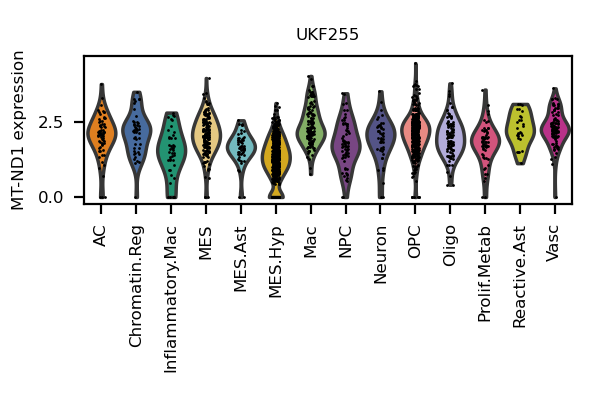 UKF255
MT-ND1 expression
2.5
0.0
AC
Chromatin.Reg
Inflammatory.Mac
MES
MES.Ast
MES.Hyp
Mac
NPC
Neuron
OPC
Oligo
Prolif.Metab
Reactive.Ast
Vasc